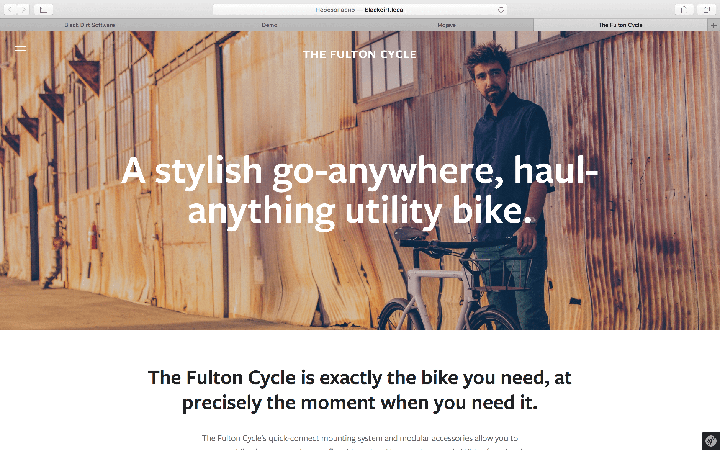 Black Dirt Software
Demo
Mojave
The Fulton Cycle
THE FULTON CYCLE
A stylish go-anywhere, haul-
anything utility bike.
The Fulton Cycle is exactly the bike you need, at
precisely the moment when you need it.
The Fulton Cycle's quick-connect mounting system and modular accessories allow you to